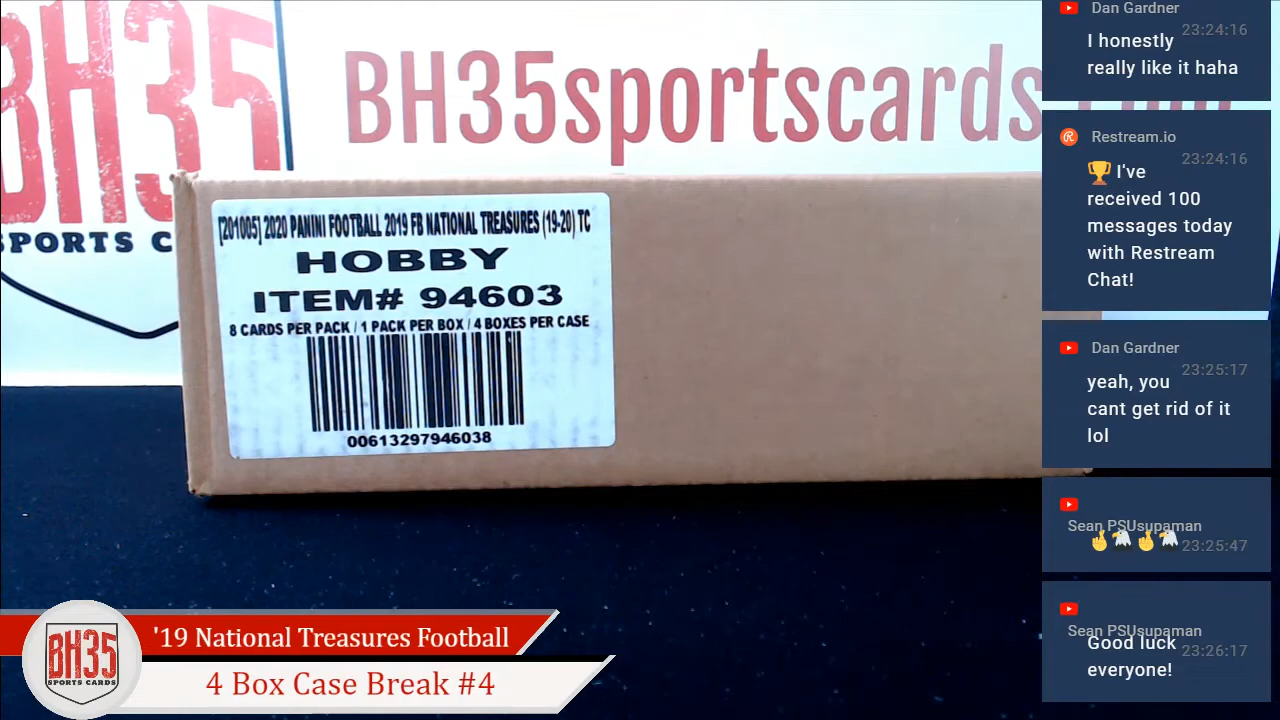 BH35
SPORTS C
BH35sportscards
[201005] 2020 PANINI FOOTBALL 2019 FB NATIONAL TREASURES (19-20) TC
HOBBY
ITEM# 94603
8 CARDS PER PACK / 1 PACK PER BOX / 4 BOXES PER CASE
00613297946038
BH35
SPORTS CARDS
'19 National Treasures Football
4 Box Case Break #4
Dan Gardner
23:24:16
I honestly
really like it haha
Restream.io
23:24:16
🏆 I've
received 100
messages today
with Restream
Chat!
Dan Gardner
23:25:17
yeah, you
cant get rid of it
lol
Sean PSUsupaman
🤞🦅🤞🦅 23:25:47
Sean PSUsupaman
Good luck 23:26:17
everyone!